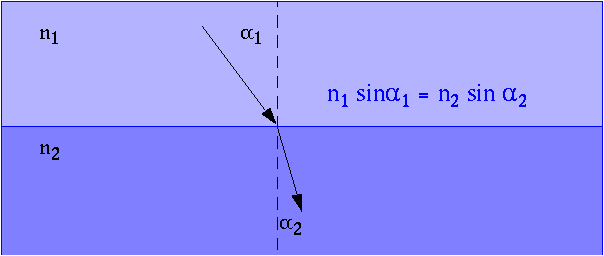 n₁ α₁
n₁ sinα₁ = n₂ sin α₂
n₂
α₂